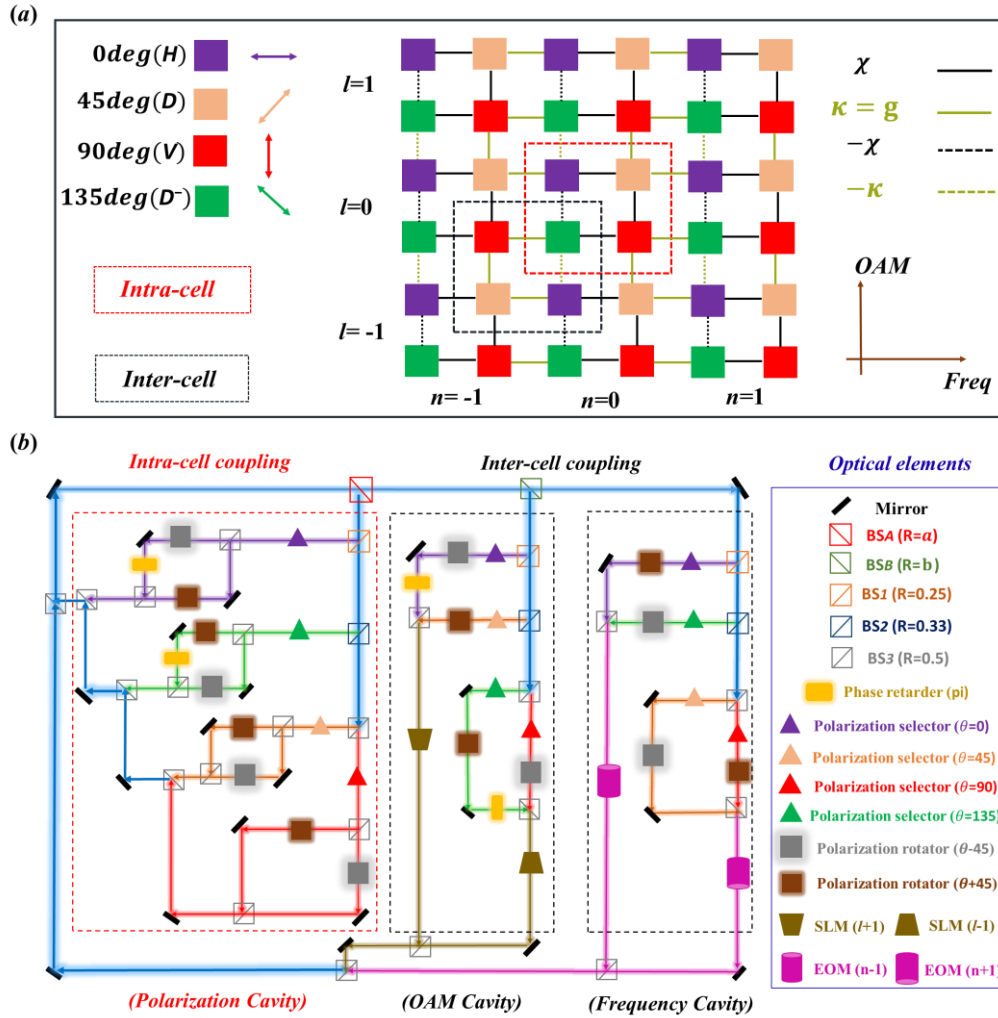 (a)
0deg(H)
45deg(D)
90deg(V)
135deg(D⁻)
Intra-cell
Inter-cell
l=1
l=0
l= -1
n= -1
n=0
n=1
χ
κ = g
−χ
−κ
OAM
Freq
(b)
Intra-cell coupling
Inter-cell coupling
Optical elements
Mirror
BSA (R=a)
BSB (R=b)
BS1 (R=0.25)
BS2 (R=0.33)
BS3 (R=0.5)
Phase retarder (pi)
Polarization selector (θ=0)
Polarization selector (θ=45)
Polarization selector (θ=90)
Polarization selector (θ=135)
Polarization rotator (θ-45)
Polarization rotator (θ+45)
SLM (l+1) SLM (l-1)
EOM (n-1) EOM (n+1)
(Polarization Cavity)
(OAM Cavity)
(Frequency Cavity)